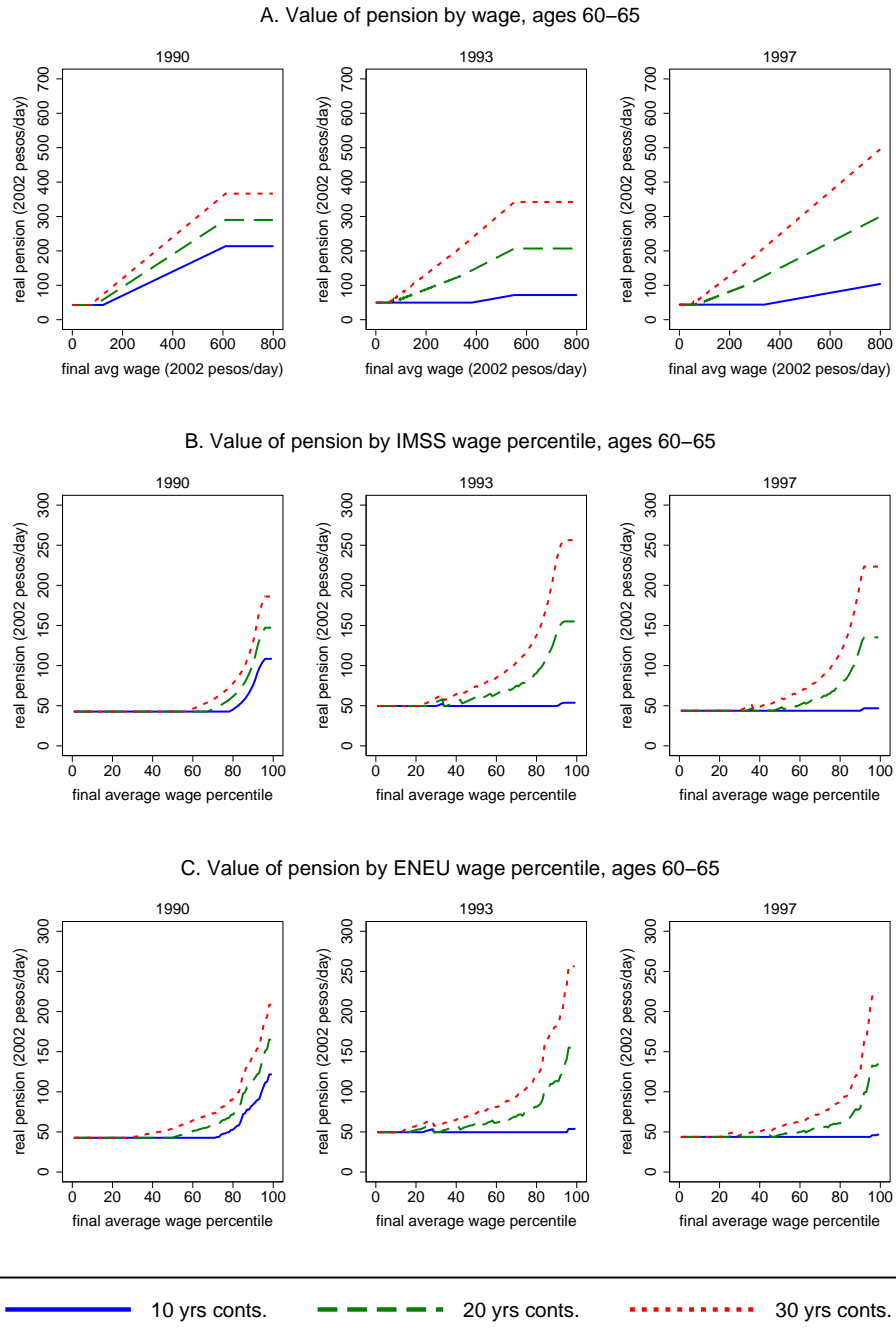 A. Value of pension by wage, ages 60−65
1990
real pension (2002 pesos/day)
0 100 200 300 400 500 600 700
0 200 400 600 800
final avg wage (2002 pesos/day)
1993
real pension (2002 pesos/day)
0 100 200 300 400 500 600 700
0 200 400 600 800
final avg wage (2002 pesos/day)
1997
real pension (2002 pesos/day)
0 100 200 300 400 500 600 700
0 200 400 600 800
final avg wage (2002 pesos/day)
B. Value of pension by IMSS wage percentile, ages 60−65
1990
real pension (2002 pesos/day)
0 50 100 150 200 250 300
0 20 40 60 80 100
final average wage percentile
1993
real pension (2002 pesos/day)
0 50 100 150 200 250 300
0 20 40 60 80 100
final average wage percentile
1997
real pension (2002 pesos/day)
0 50 100 150 200 250 300
0 20 40 60 80 100
final average wage percentile
C. Value of pension by ENEU wage percentile, ages 60−65
1990
real pension (2002 pesos/day)
0 50 100 150 200 250 300
0 20 40 60 80 100
final average wage percentile
1993
real pension (2002 pesos/day)
0 50 100 150 200 250 300
0 20 40 60 80 100
final average wage percentile
1997
real pension (2002 pesos/day)
0 50 100 150 200 250 300
0 20 40 60 80 100
final average wage percentile
10 yrs conts. 20 yrs conts. 30 yrs conts.